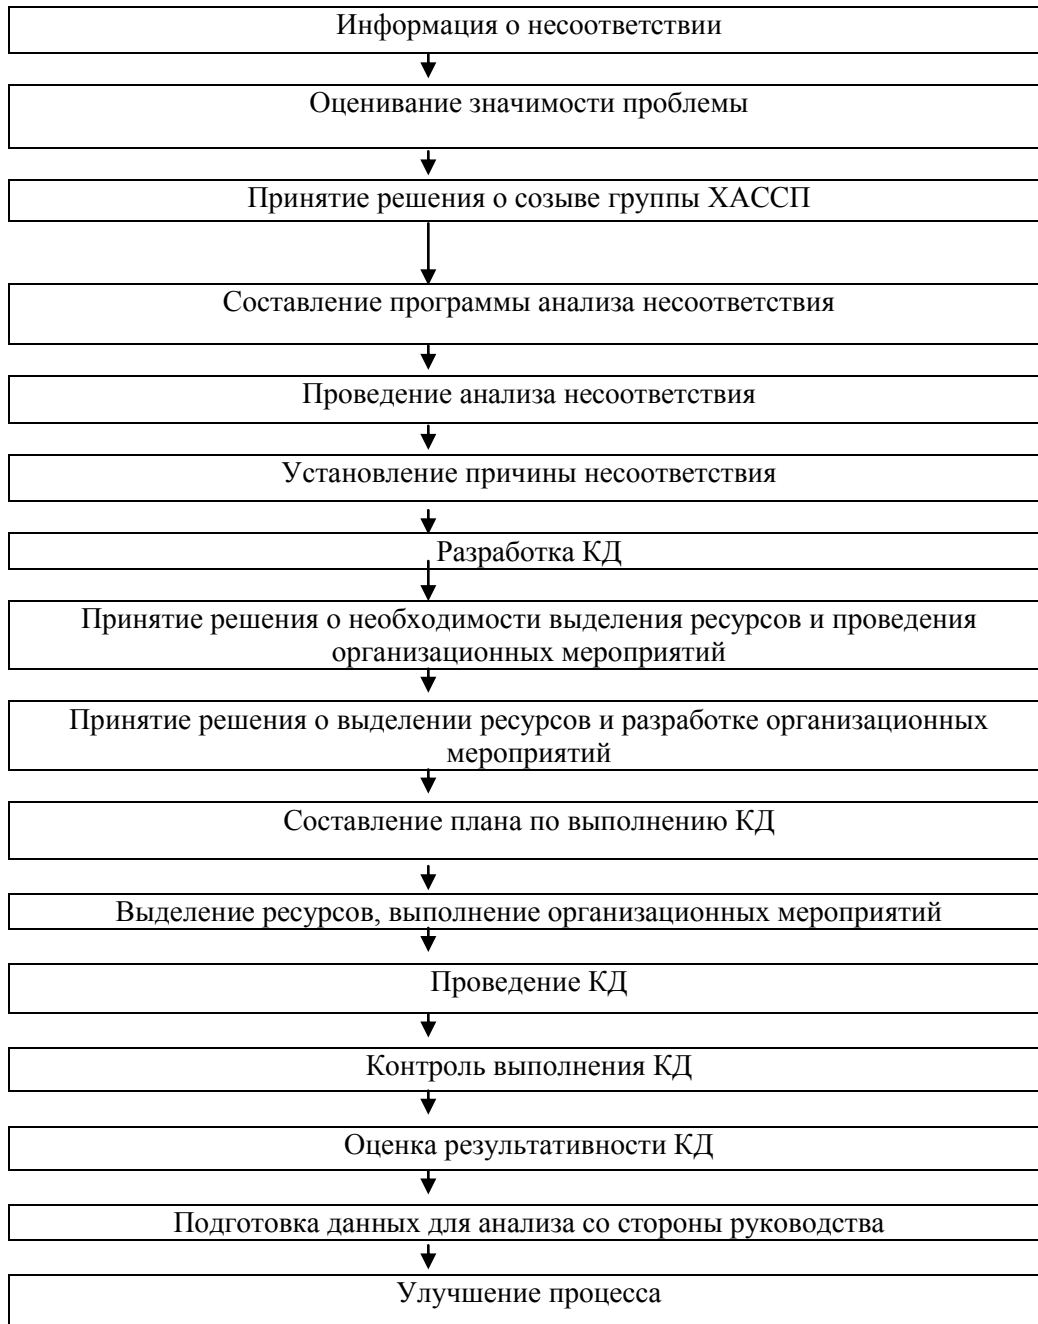 Информация о несоответствии
Оценивание значимости проблемы
Принятие решения о созыве группы ХАССП
Составление программы анализа несоответствия
Проведение анализа несоответствия
Установление причины несоответствия
Разработка КД
Принятие решения о необходимости выделения ресурсов и проведения
организационных мероприятий
Принятие решения о выделении ресурсов и разработке организационных
мероприятий
Составление плана по выполнению КД
Выделение ресурсов, выполнение организационных мероприятий
Проведение КД
Контроль выполнения КД
Оценка результативности КД
Подготовка данных для анализа со стороны руководства
Улучшение процесса